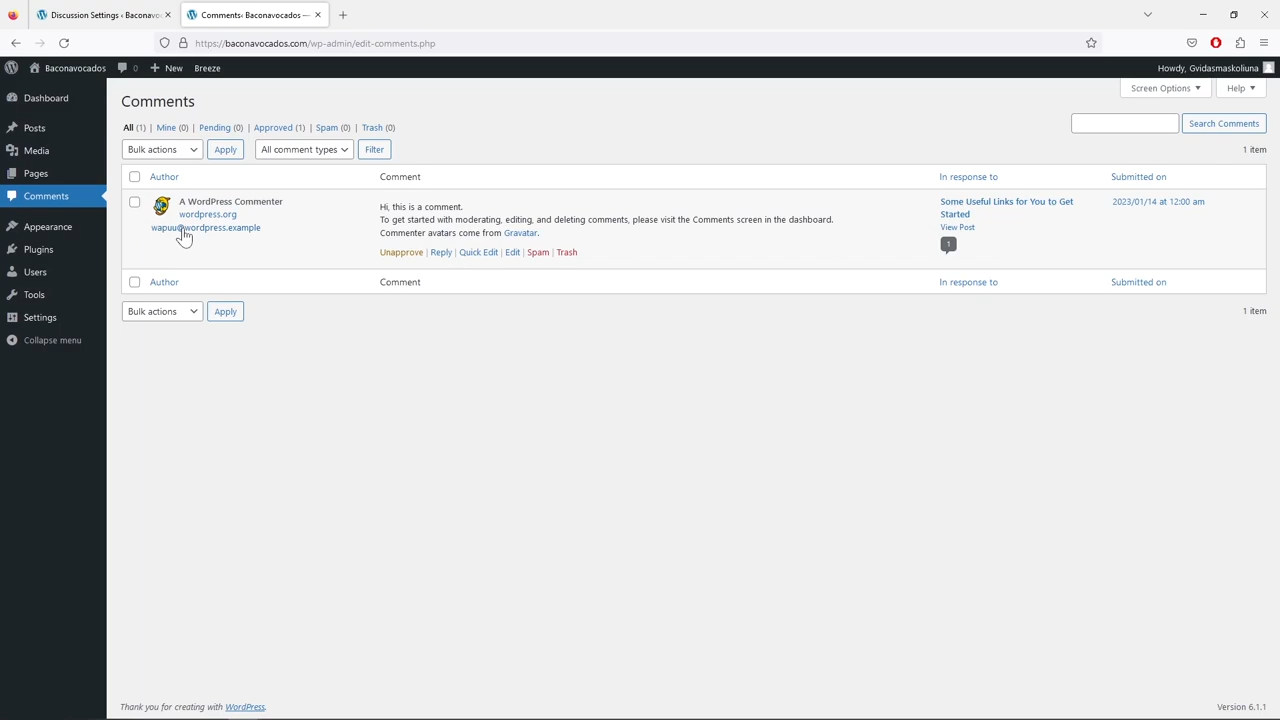 Discussion Settings ‹ Baconavo
Comments ‹ Baconavocados —
https://baconavocados.com/wp-admin/edit-comments.php
Baconavocados 0 New Breeze
Howdy, Gvidasmaskoliuna
Screen Options Help
Dashboard
Posts
Media
Pages
Comments
Appearance
Plugins
Users
Tools
Settings
Collapse menu
Comments
All (1) | Mine (0) | Pending (0) | Approved (1) | Spam (0) | Trash (0)
Search Comments
Bulk actions Apply All comment types Filter
1 item
Author Comment In response to Submitted on
A WordPress Commenter
wordpress.org
wapuu@wordpress.example
Hi, this is a comment.
To get started with moderating, editing, and deleting comments, please visit the Comments screen in the dashboard.
Commenter avatars come from Gravatar.
Unapprove | Reply | Quick Edit | Edit | Spam | Trash
Some Useful Links for You to Get
Started
View Post
1
2023/01/14 at 12:00 am
Author Comment In response to Submitted on
Bulk actions Apply
1 item
Thank you for creating with WordPress.
Version 6.1.1